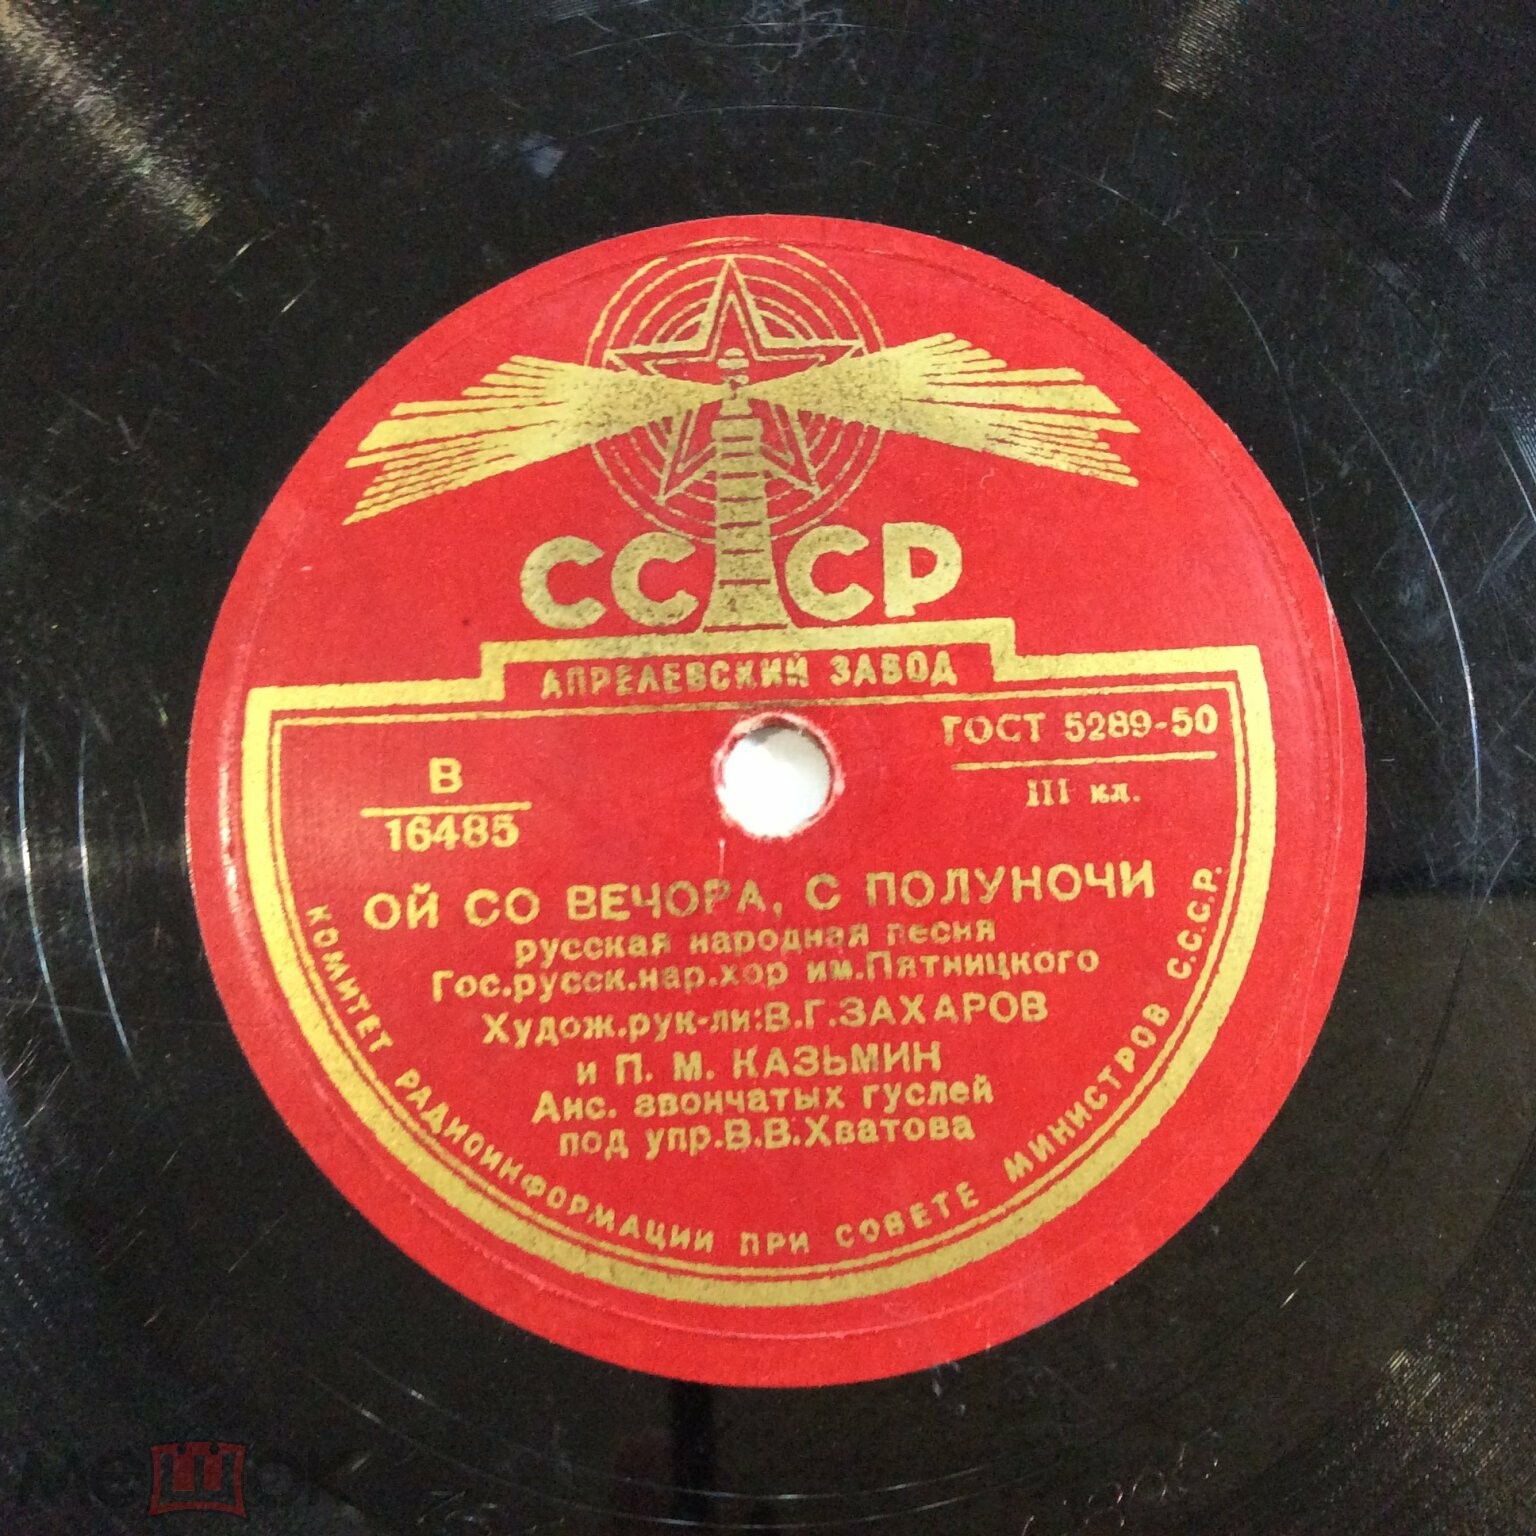 СССР
АПРЕЛЕВСКИЙ ЗАВОД
ГОСТ 5289-50
III кл.
В
16485
ОЙ СО ВЕЧОРА, С ПОЛУНОЧИ
русская народная песня
Гос.русск.нар.хор им.Пятницкого
Худож.рук-ли:В.Г.ЗАХАРОВ
и П. М. КАЗЬМИН
Анс. звончатых гуслей
под упр.В.В.Хватова
КОМИТЕТ РАДИОИНФОРМАЦИИ ПРИ СОВЕТЕ МИНИСТРОВ С.С.С.Р.
мешок